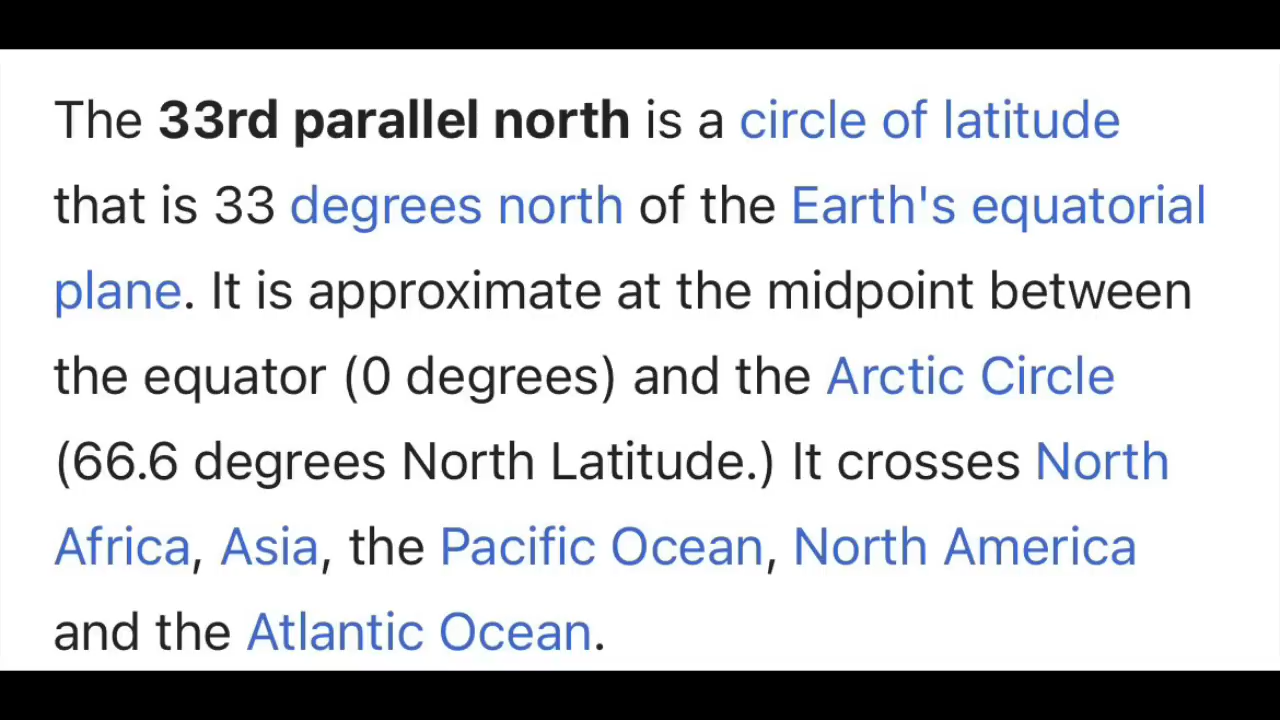 The 33rd parallel north is a circle of latitude
that is 33 degrees north of the Earth's equatorial
plane. It is approximate at the midpoint between
the equator (0 degrees) and the Arctic Circle
(66.6 degrees North Latitude.) It crosses North
Africa, Asia, the Pacific Ocean, North America
and the Atlantic Ocean.